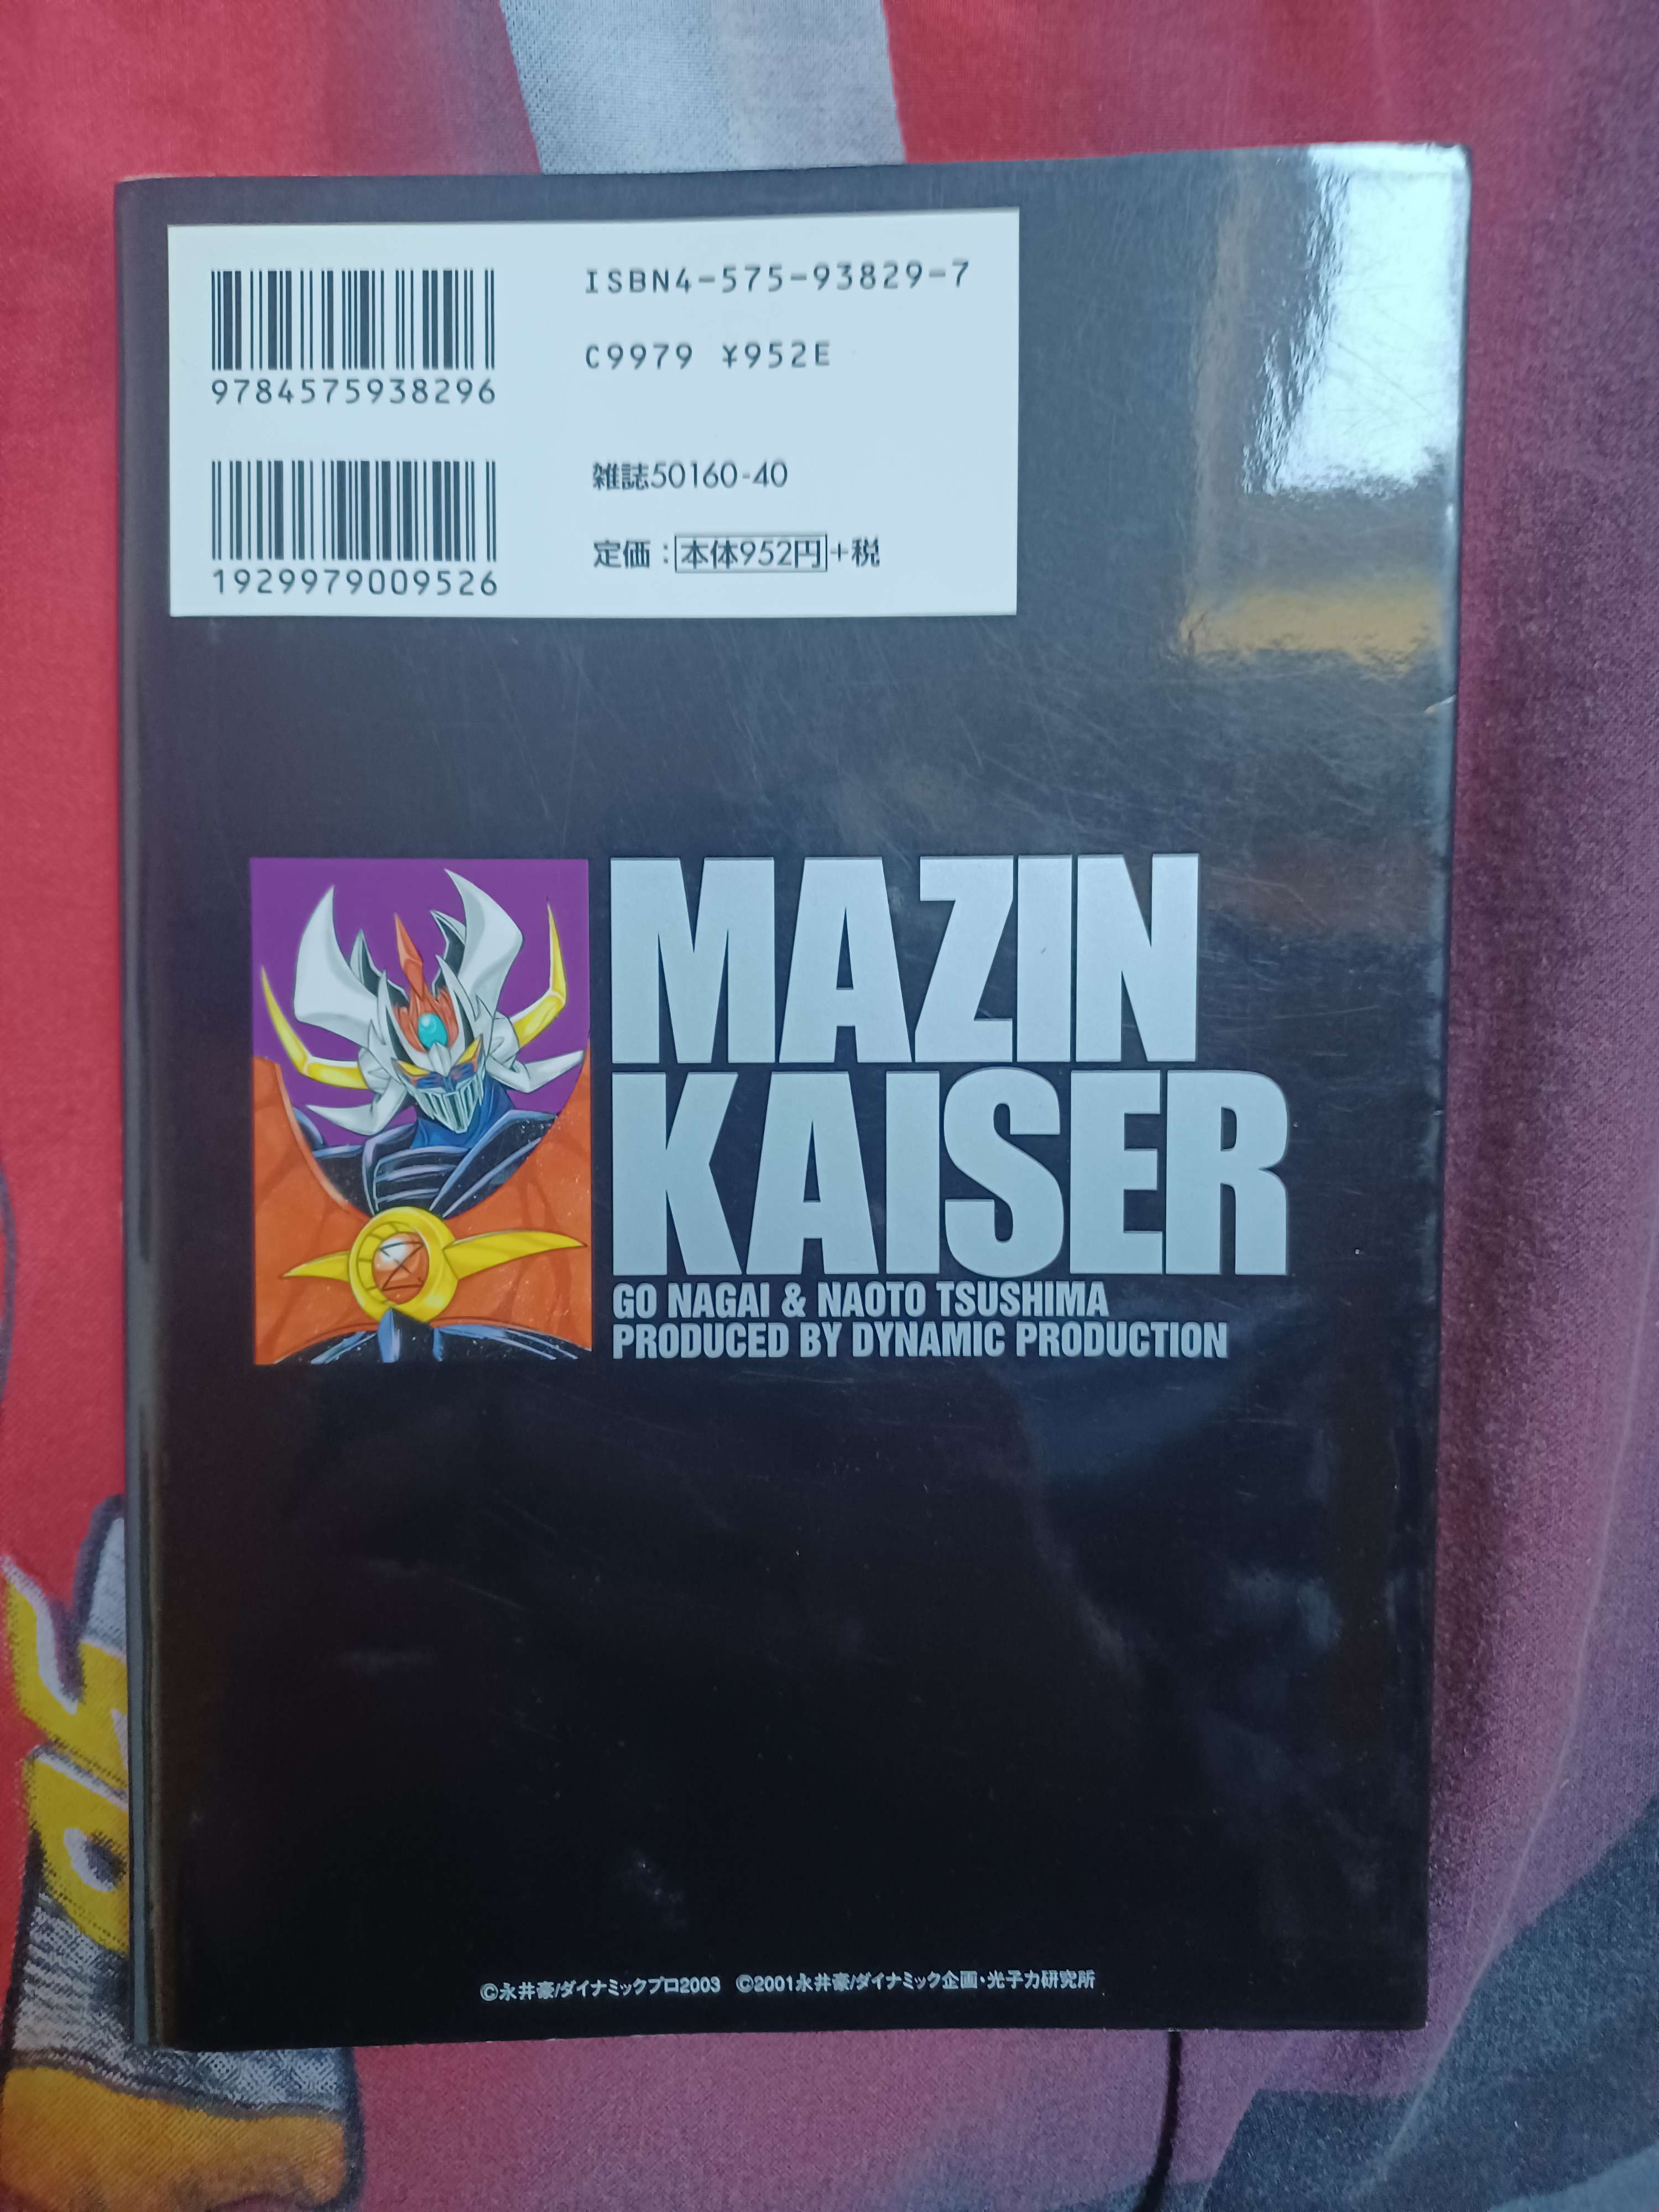 ISBN4-575-93829-7
9784575938296
C9979 ¥952E
雑誌50160-40
1929979009526
定価：本体952円+税
MAZIN
KAISER
GO NAGAI & NAOTO TSUSHIMA
PRODUCED BY DYNAMIC PRODUCTION
©永井豪/ダイナミックプロ2003 ©2001永井豪/ダイナミック企画・光子力研究所